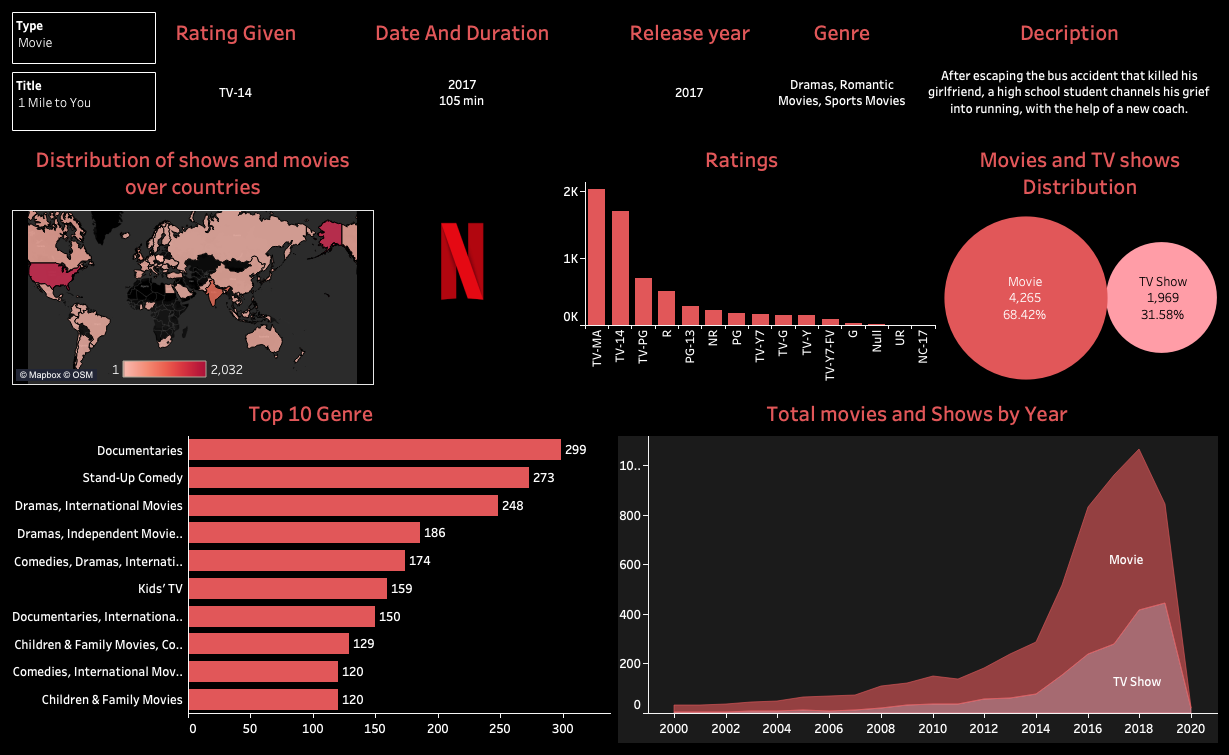 Type
Movie
Title
1 Mile to You
Rating Given
TV-14
Date And Duration
2017
105 min
Release year
2017
Genre
Dramas, Romantic
Movies, Sports Movies
Decription
After escaping the bus accident that killed his
girlfriend, a high school student channels his grief
into running, with the help of a new coach.
Distribution of shows and movies
over countries
© Mapbox © OSM
1
2,032
N
Ratings
2K
1K
0K
TV-MA
TV-14
TV-PG
R
PG-13
NR
PG
TV-Y7
TV-G
TV-Y
TV-Y7-FV
G
Null
UR
NC-17
Movies and TV shows
Distribution
Movie
4,265
68.42%
TV Show
1,969
31.58%
Top 10 Genre
Documentaries 299
Stand-Up Comedy 273
Dramas, International Movies 248
Dramas, Independent Movie.. 186
Comedies, Dramas, Internati.. 174
Kids' TV 159
Documentaries, Internationa.. 150
Children & Family Movies, Co.. 129
Comedies, International Mov.. 120
Children & Family Movies 120
0 50 100 150 200 250 300
Total movies and Shows by Year
10..
800
600
400
200
0
Movie
TV Show
2000 2002 2004 2006 2008 2010 2012 2014 2016 2018 2020